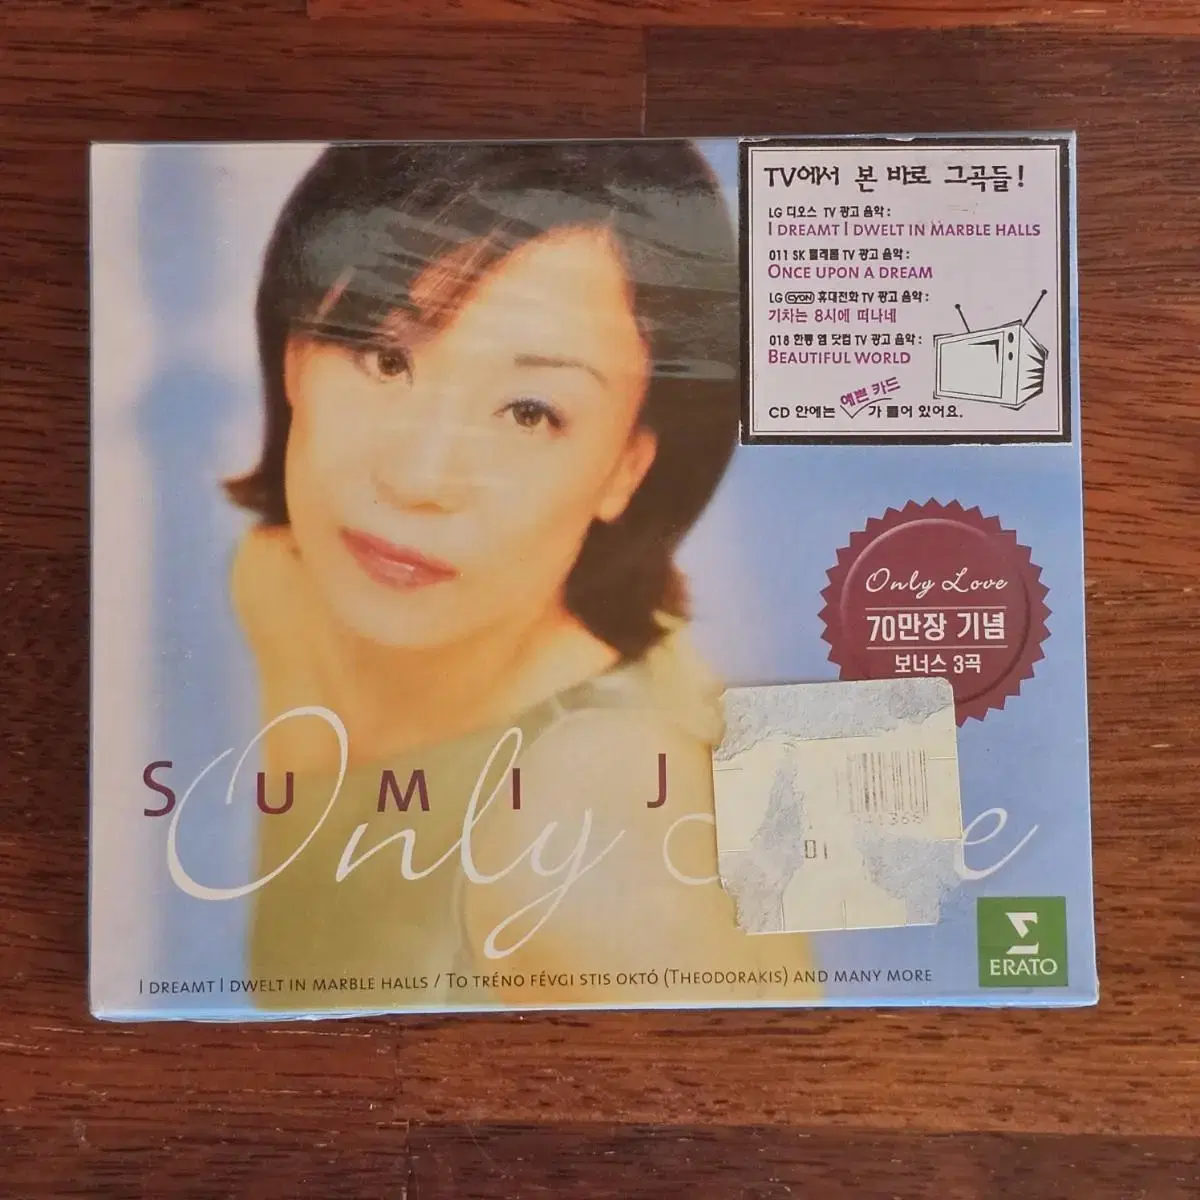 TV에서 본 바로 그곡들!
LG 디오스 TV 광고 음악:
I DREAMT I DWELT IN MARBLE HALLS
011 SK 텔레콤 TV 광고 음악:
ONCE UPON A DREAM
LG CYON 휴대전화 TV 광고 음악:
기차는 8시에 떠나네
018 한통 엠 닷컴 TV 광고 음악:
BEAUTIFUL WORLD
예쁜 카드
CD 안에는 가 들어 있어요.
Only Love
70만장 기념
보너스 3곡
SUMI J
Only e
01
I DREAMT I DWELT IN MARBLE HALLS / TO TRÉNO FÉVGI STIS OKTÓ (THEODORAKIS) AND MANY MORE
ERATO